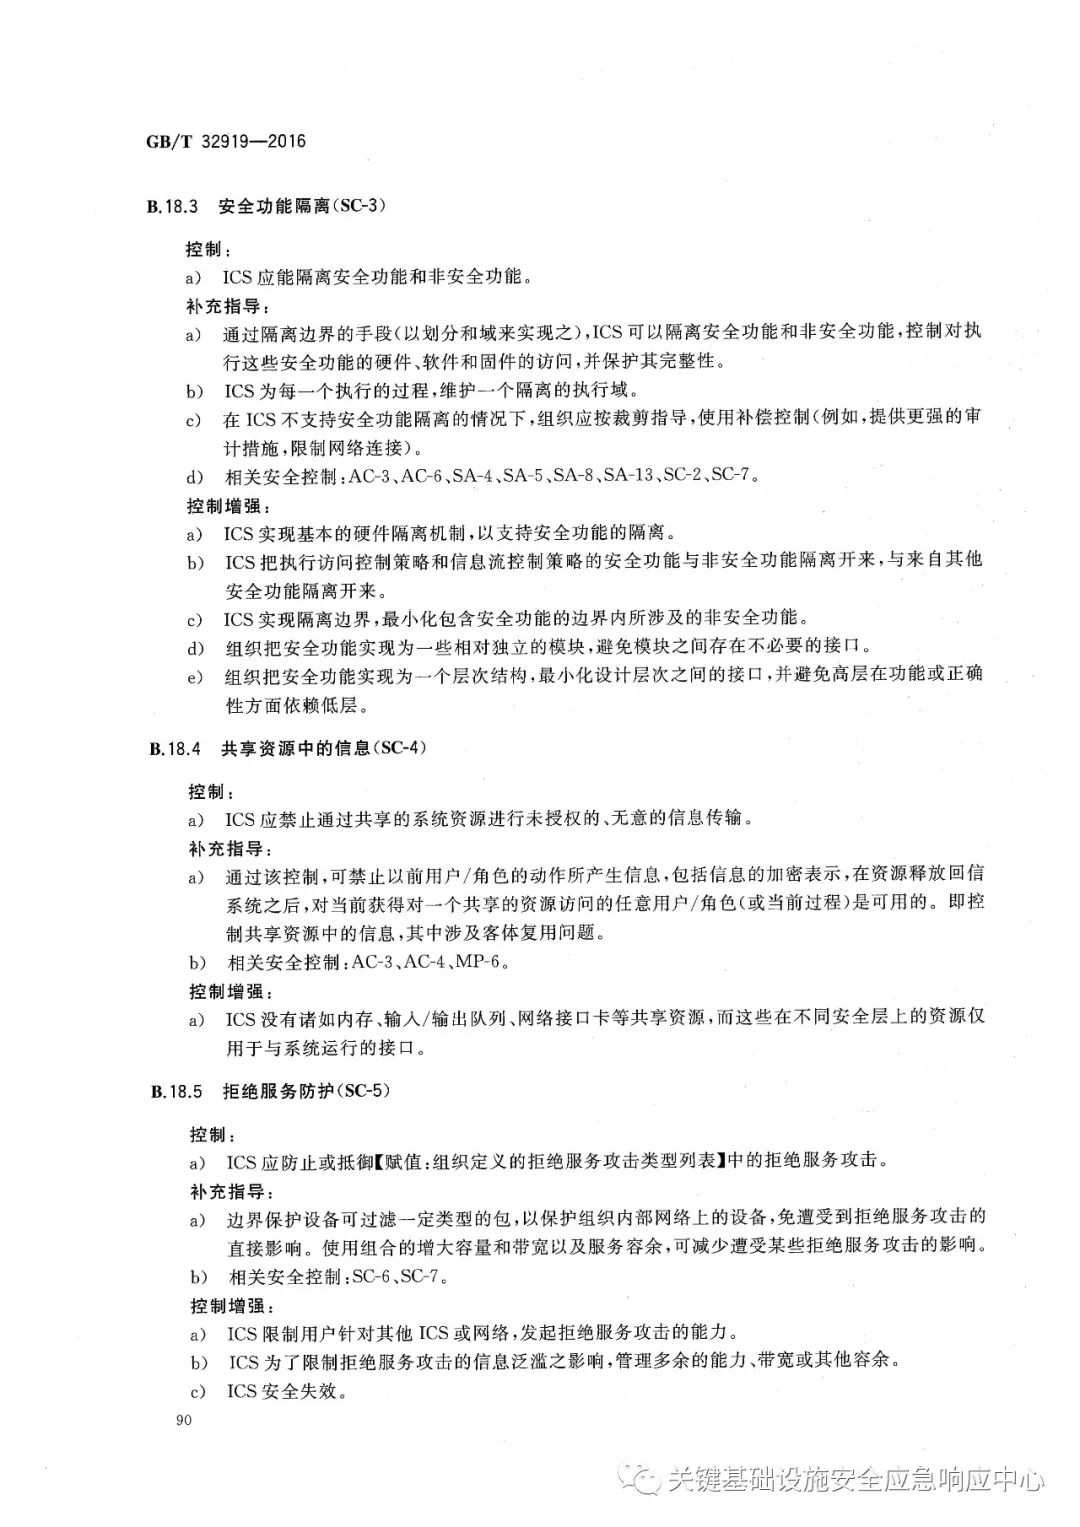 GB/T 32919—2016
B.18.3 安全功能隔离(SC-3)
控制:
a) ICS应能隔离安全功能和非安全功能。
补充指导:
a) 通过隔离边界的手段(以划分和域来实现之),ICS可以隔离安全功能和非安全功能,控制对执
行这些安全功能的硬件、软件和固件的访问,并保护其完整性。
b) ICS为每一个执行的过程,维护一个隔离的执行域。
c) 在ICS不支持安全功能隔离的情况下,组织应按裁剪指导,使用补偿控制(例如,提供更强的审
计措施,限制网络连接)。
d) 相关安全控制:AC-3、AC-6、SA-4、SA-5、SA-8、SA-13、SC-2、SC-7。
控制增强:
a) ICS实现基本的硬件隔离机制,以支持安全功能的隔离。
b) ICS把执行访问控制策略和信息流控制策略的安全功能与非安全功能隔离开来,与来自其他
安全功能隔离开来。
c) ICS实现隔离边界,最小化包含安全功能的边界内所涉及的非安全功能。
d) 组织把安全功能实现为一些相对独立的模块,避免模块之间存在不必要的接口。
e) 组织把安全功能实现为一个层次结构,最小化设计层次之间的接口,并避免高层在功能或正确
性方面依赖低层。
B.18.4 共享资源中的信息(SC-4)
控制:
a) ICS应禁止通过共享的系统资源进行未授权的、无意的信息传输。
补充指导:
a) 通过该控制,可禁止以前用户/角色的动作所产生信息,包括信息的加密表示,在资源释放回信
系统之后,对当前获得对一个共享的资源访问的任意用户/角色(或当前过程)是可用的。即控
制共享资源中的信息,其中涉及客体复用问题。
b) 相关安全控制:AC-3、AC-4、MP-6。
控制增强:
a) ICS没有诸如内存、输入/输出队列、网络接口卡等共享资源,而这些在不同安全层上的资源仅
用于与系统运行的接口。
B.18.5 拒绝服务防护(SC-5)
控制:
a) ICS应防止或抵御【赋值:组织定义的拒绝服务攻击类型列表】中的拒绝服务攻击。
补充指导:
a) 边界保护设备可过滤一定类型的包,以保护组织内部网络上的设备,免遭受到拒绝服务攻击的
直接影响。使用组合的增大容量和带宽以及服务容余,可减少遭受某些拒绝服务攻击的影响。
b) 相关安全控制:SC-6、SC-7。
控制增强:
a) ICS限制用户针对其他ICS或网络,发起拒绝服务攻击的能力。
b) ICS为了限制拒绝服务攻击的信息泛滥之影响,管理多余的能力、带宽或其他容余。
c) ICS安全失效。
90
关键基础设施安全应急响应中心